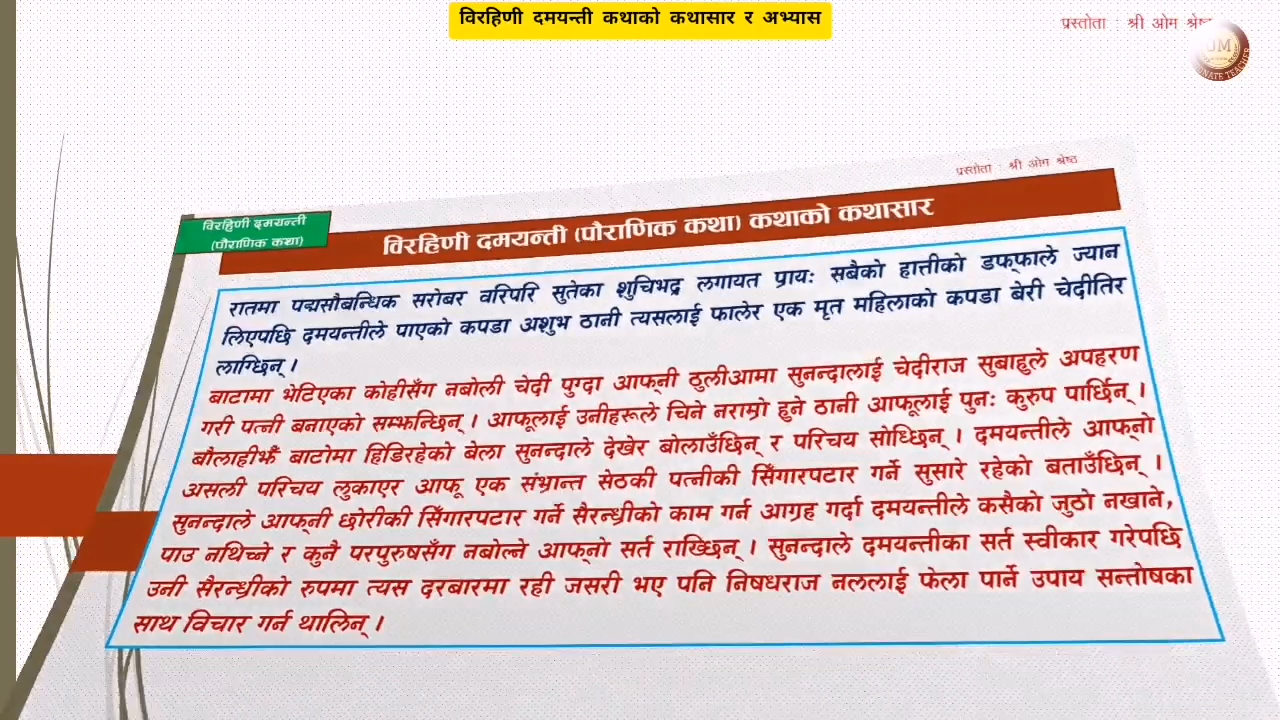 विरहिणी दमयन्ती कथाको कथासार र अभ्यास
प्रस्तोता : श्री ओम
प्रस्तोता : श्री ओम श्रेष्ठ
विरहिणी दमयन्ती
(पौराणिक कथा)
विरहिणी दमयन्ती (पौराणिक कथा) कथाको कथासार
रातमा पद्मसौबन्धिक सरोबर वरिपरि सुतेका शुचिभद्र लगायत प्रायः सबैको हात्तीको डफ्फाले ज्यान
लिएपछि दमयन्तीले पाएको कपडा अशुभ ठानी त्यसलाई फालेर एक मृत महिलाको कपडा बेरी चेदीतिर
लाग्छिन् ।
बाटामा भेटिएका कोहीसँग नबोली चेदी पुग्दा आफ्नी ठुलीआमा सुनन्दालाई चेदीराज सुबाहुले अपहरण
गरी पत्नी बनाएको सम्झन्छिन् । आफूलाई उनीहरूले चिने नराम्रो हुने ठानी आफूलाई पुनः कुरुप पार्छिन् ।
बौलाहीझैँ बाटोमा हिडिरहेको बेला सुनन्दाले देखेर बोलाउँछिन् र परिचय सोध्छिन् । दमयन्तीले आफ्नो
असली परिचय लुकाएर आफू एक संभ्रान्त सेठकी पत्नीकी सिँगारपटार गर्ने सुसारे रहेको बताउँछिन् ।
सुनन्दाले आफ्नी छोरीकी सिँगारपटार गर्ने सैरन्ध्रीको काम गर्न आग्रह गर्दा दमयन्तीले कसैको जुठो नखाने,
पाउ नथिच्ने र कुनै परपुरुषसँग नबोल्ने आफ्नो सर्त राख्छिन् । सुनन्दाले दमयन्तीका सर्त स्वीकार गरेपछि
उनी सैरन्ध्रीको रुपमा त्यस दरबारमा रही जसरी भए पनि निषधराज नललाई फेला पार्ने उपाय सन्तोषका
साथ विचार गर्न थालिन् ।